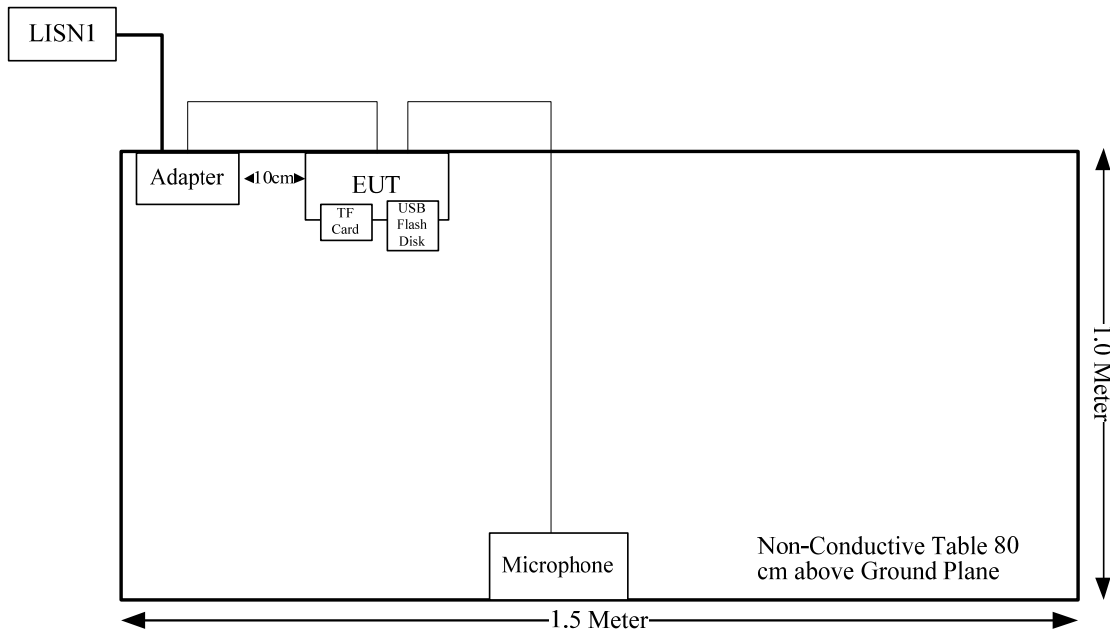 LISN1
Adapter
10cm
EUT
TF
Card
USB
Flash
Disk
1.0 Meter
Microphone
Non-Conductive Table 80
cm above Ground Plane
1.5 Meter